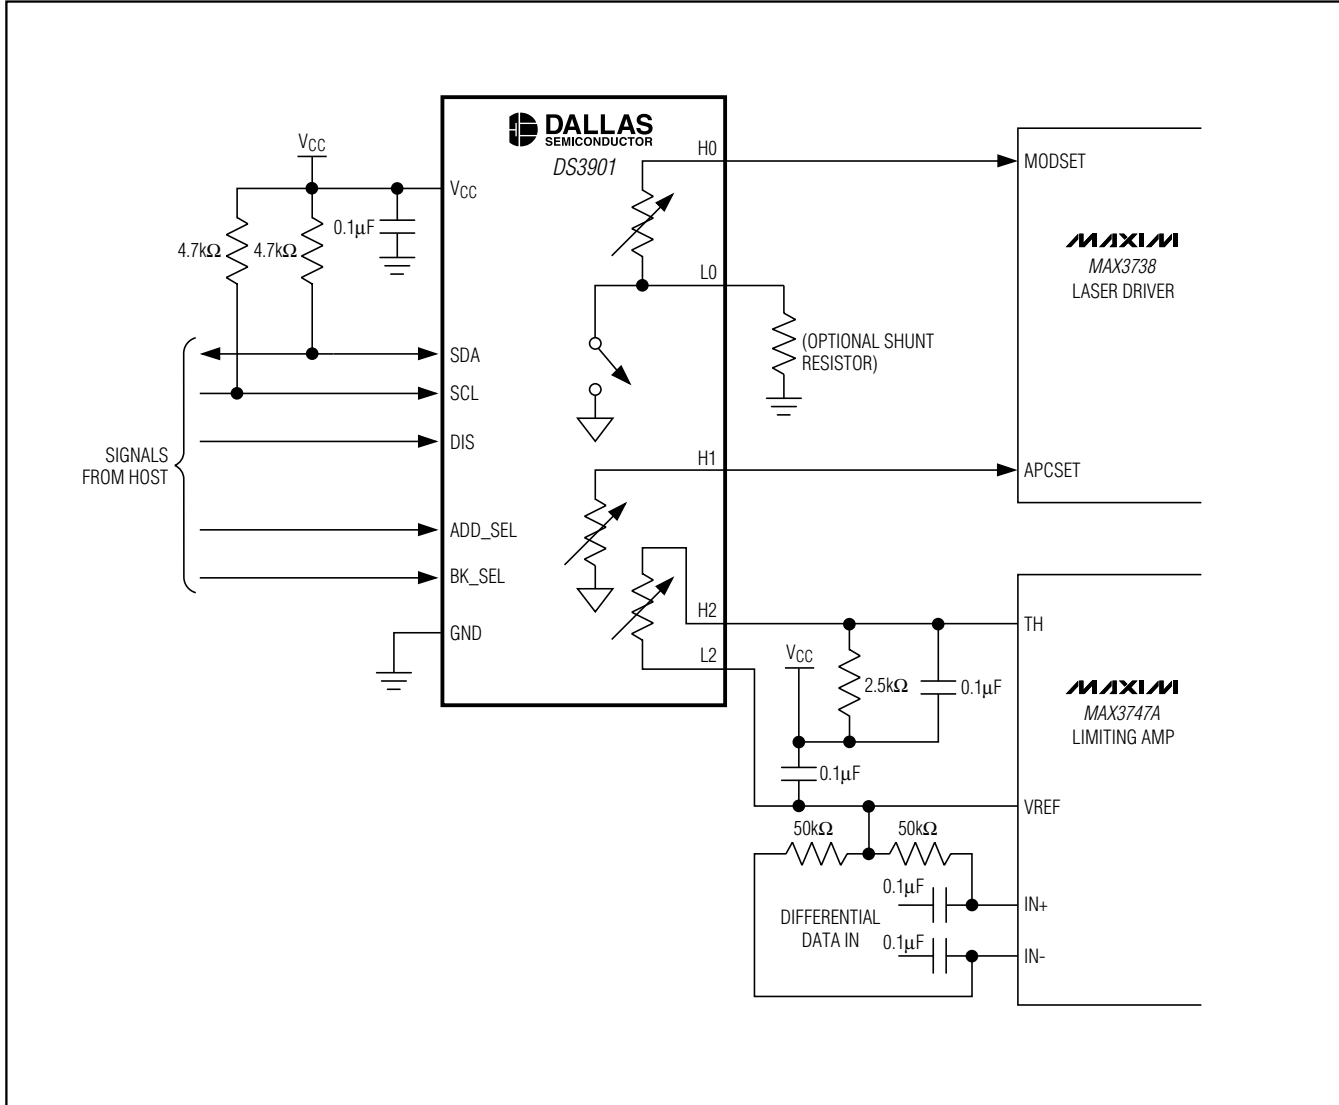 DALLAS
SEMICONDUCTOR
DS3901
VCC
VCC
4.7kΩ
4.7kΩ
0.1µF
SDA
SCL
DIS
ADD_SEL
BK_SEL
GND
SIGNALS
FROM HOST
H0
L0
H1
H2
L2
(OPTIONAL SHUNT
RESISTOR)
MODSET
MAXIM
MAX3738
LASER DRIVER
APCSET
TH
VCC
2.5kΩ
0.1µF
0.1µF
MAXIM
MAX3747A
LIMITING AMP
VREF
50kΩ
50kΩ
0.1µF
IN+
DIFFERENTIAL
DATA IN
0.1µF
IN-